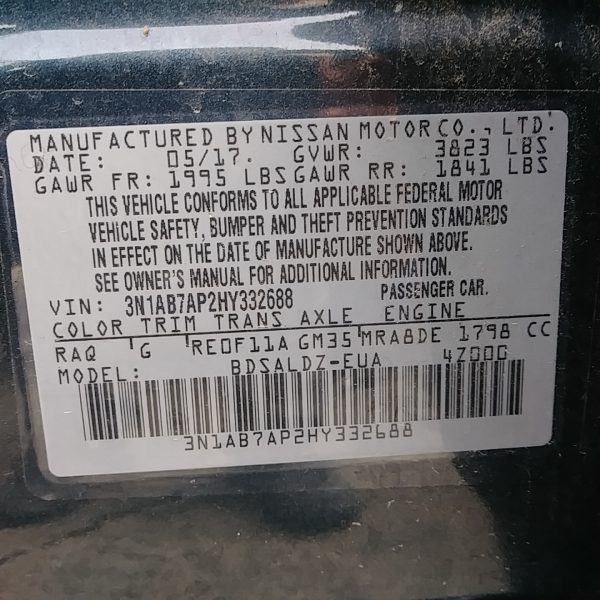 MANUFACTURED BY NISSAN MOTOR CO., LTD.
DATE: 05/17. GVWR: 3823 LBS
GAWR FR: 1995 LBS GAWR RR: 1841 LBS
THIS VEHICLE CONFORMS TO ALL APPLICABLE FEDERAL MOTOR
VEHICLE SAFETY, BUMPER AND THEFT PREVENTION STANDARDS
IN EFFECT ON THE DATE OF MANUFACTURE SHOWN ABOVE.
SEE OWNER'S MANUAL FOR ADDITIONAL INFORMATION.
VIN: 3N1AB7AP2HY332688 PASSENGER CAR.
COLOR TRIM TRANS AXLE ENGINE
RAQ G RE0F11A GM35 MRA8DE 1798 CC
MODEL: BDSALDZ-EUA 4Z000
3N1AB7AP2HY332688